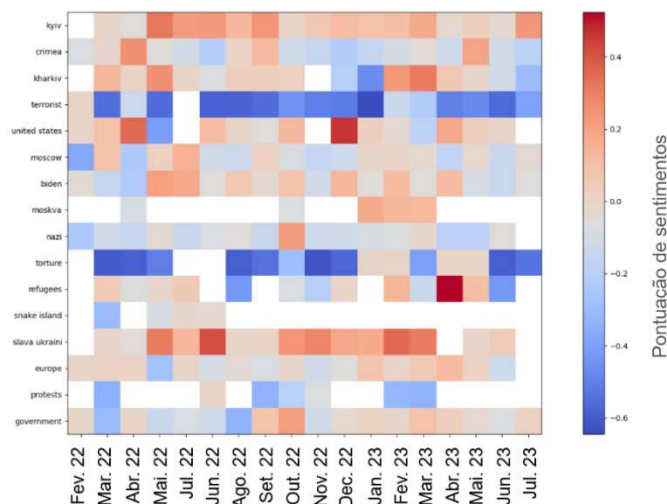 kyiv
crimea
kharkiv
terrorist
united states
moscow
biden
moskva
nazi
torture
refugees
snake island
slava ukraini
europe
protests
government
Fev. 22
Mar. 22
Abr. 22
Mai. 22
Jul. 22
Jun. 22
Ago. 22
Set. 22
Out. 22
Nov. 22
Dec. 22
Jan. 23
Fev. 23
Mar. 23
Abr. 23
Mai. 23
Jun. 23
Jul. 23
0.4
0.2
0.0
−0.2
−0.4
−0.6
Pontuação de sentimentos